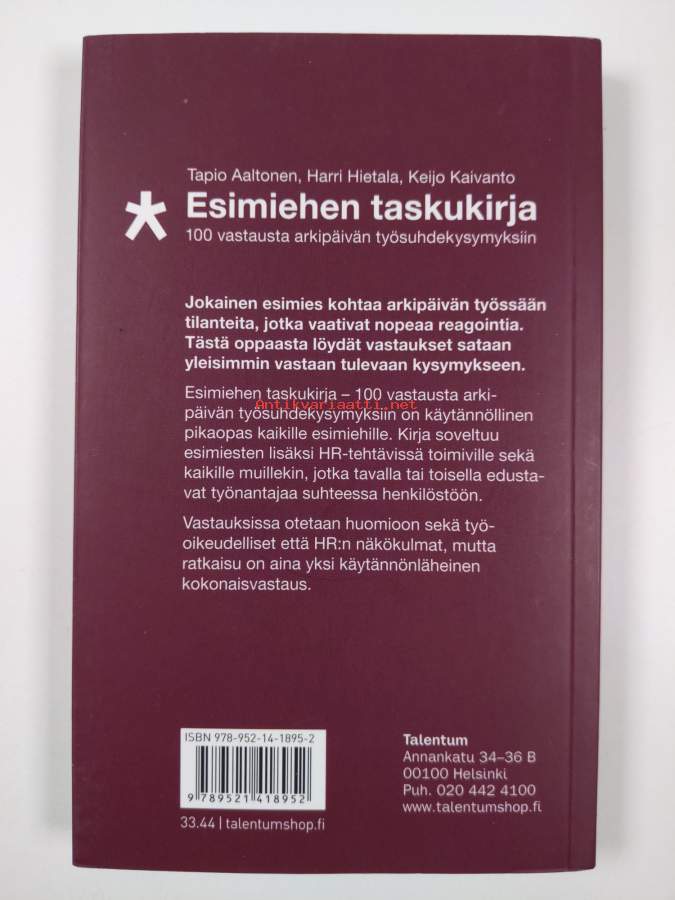 Tapio Aaltonen, Harri Hietala, Keijo Kaivanto
Esimiehen taskukirja
100 vastausta arkipäivän työsuhdekysymyksiin
Jokainen esimies kohtaa arkipäivän työssään
tilanteita, jotka vaativat nopeaa reagointia.
Tästä oppaasta löydät vastaukset sataan
yleisimmin vastaan tulevaan kysymykseen.
Esimiehen taskukirja – 100 vastausta arki-
Antikvariaatti.net
päivän työsuhdekysymyksiin on käytännöllinen
pikaopas kaikille esimiehille. Kirja soveltuu
esimiesten lisäksi HR-tehtävissä toimiville sekä
kaikille muillekin, jotka tavalla tai toisella edusta-
vat työnantajaa suhteessa henkilöstöön.
Vastauksissa otetaan huomioon sekä työ-
oikeudelliset että HR:n näkökulmat, mutta
ratkaisu on aina yksi käytännönläheinen
kokonaisvastaus.
ISBN 978-952-14-1895-2
9 789521 418952
33.44 | talentumshop.fi
Talentum
Annankatu 34–36 B
00100 Helsinki
Puh. 020 442 4100
www.talentumshop.fi